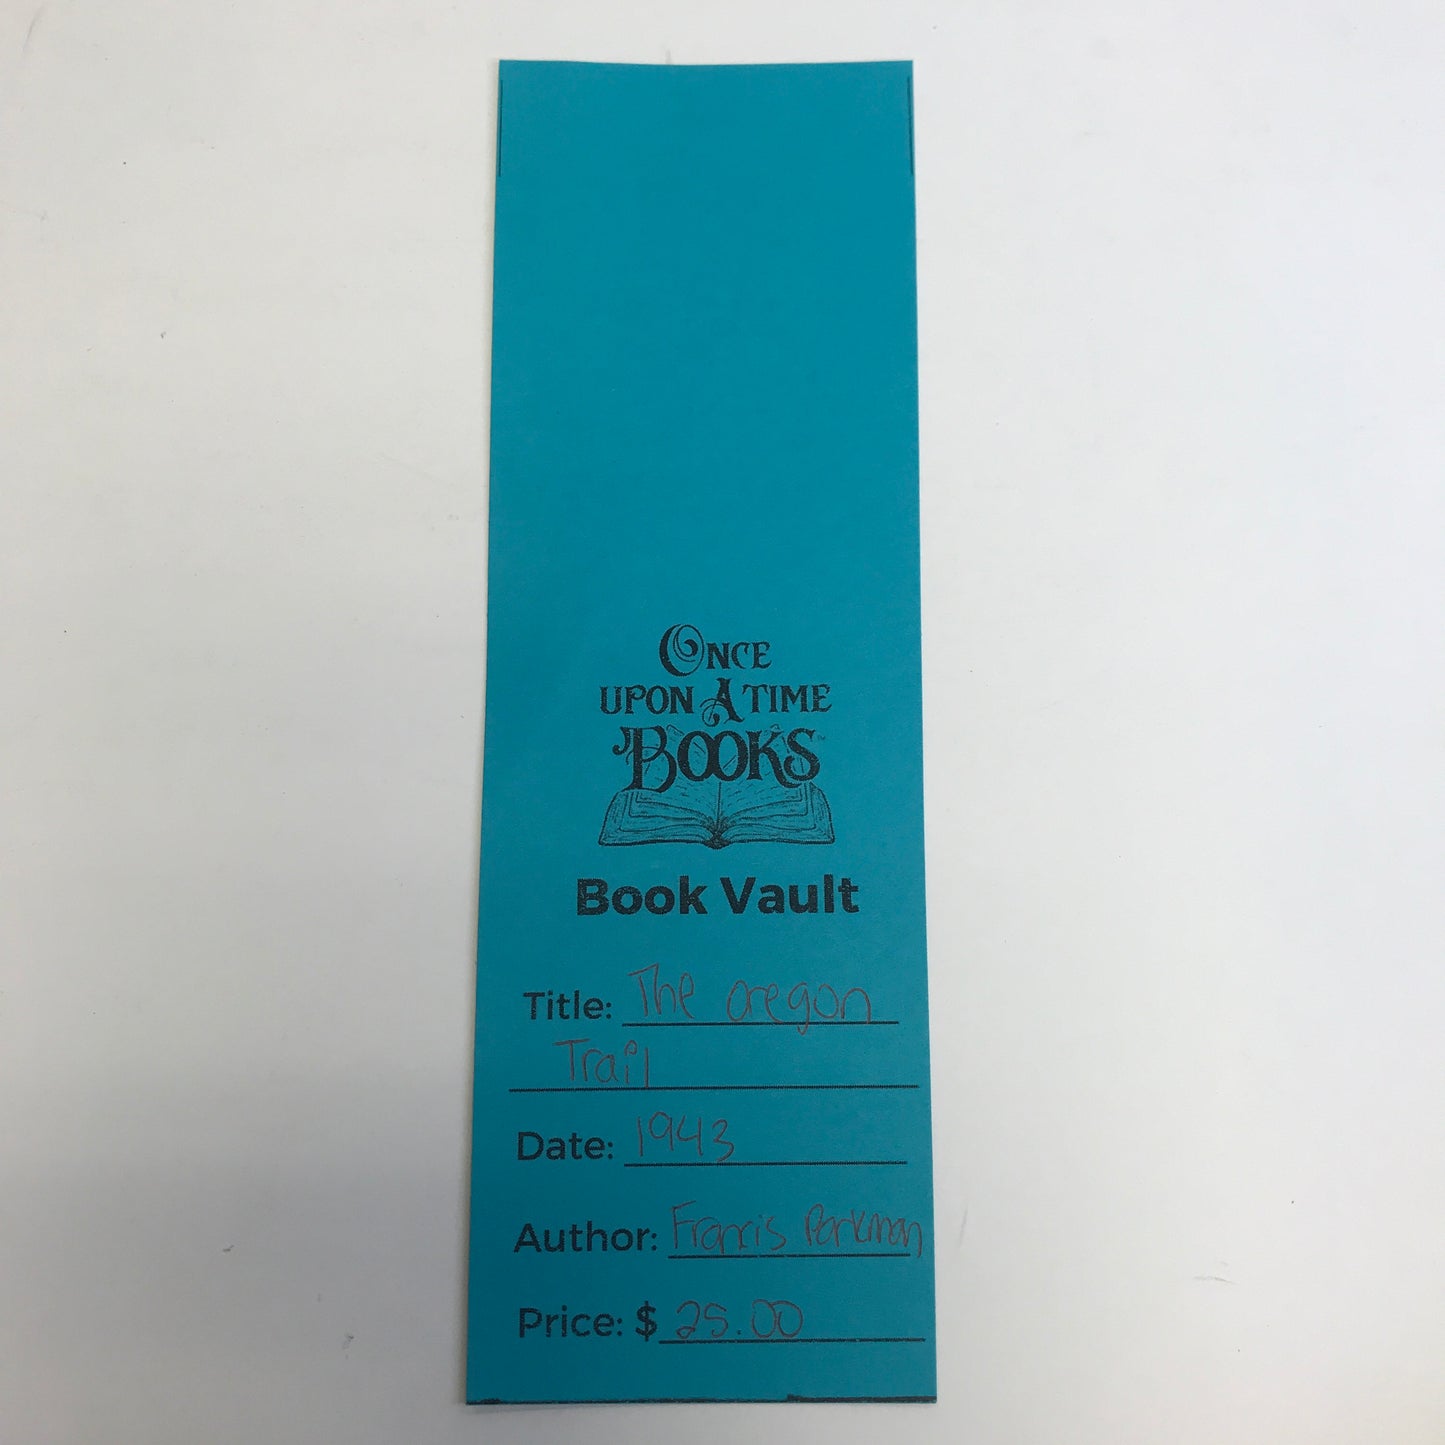 ONCE
UPON A TIME
BOOKS
Book Vault
Title: The Oregon
Trail
Date: 1943
Author: Francis Parkman
Price: $ 25.00